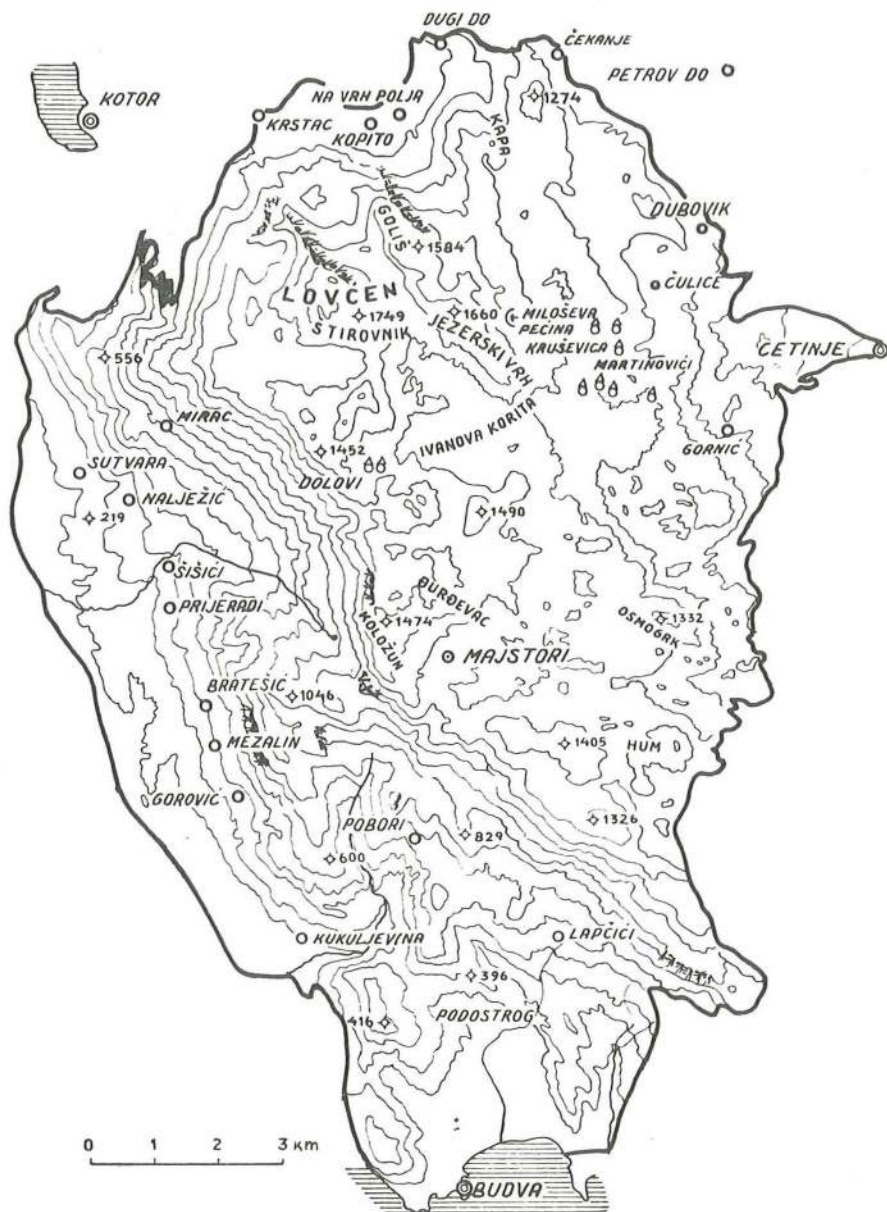 DUGI DO
ČEKANJE
PETROV DO
KOTOR
1274
NA VRH POLJA
KRSTAC
KOPITO
KAPA
DUBOVIK
GOLIŠ
1584
ČULICE
LOVĆEN
1749
ŠTIROVNIK
1660
MILOŠEVA
PEĆINA
JEZERSKI VRH
KRUŠEVICA
MARTINOVIĆI
CETINJE
556
MIRAC
IVANOVA KORITA
GORNIČ
1452
SUTVARA
DOLOVI
NALJEŽIĆ
219
1490
ŠIŠIĆI
PRIJERADI
ĐURĐEVAC
1474
KOLOŽUN
OSMOGRK
1332
MAJSTORI
BRATEŠIĆ
1046
MEZALIN
1405
HUM
GOROVIĆ
1326
POBORI
829
600
KUKULJEVINA
LAPČIĆI
396
416
PODOSTROG
0 1 2 3 km
BUDVA